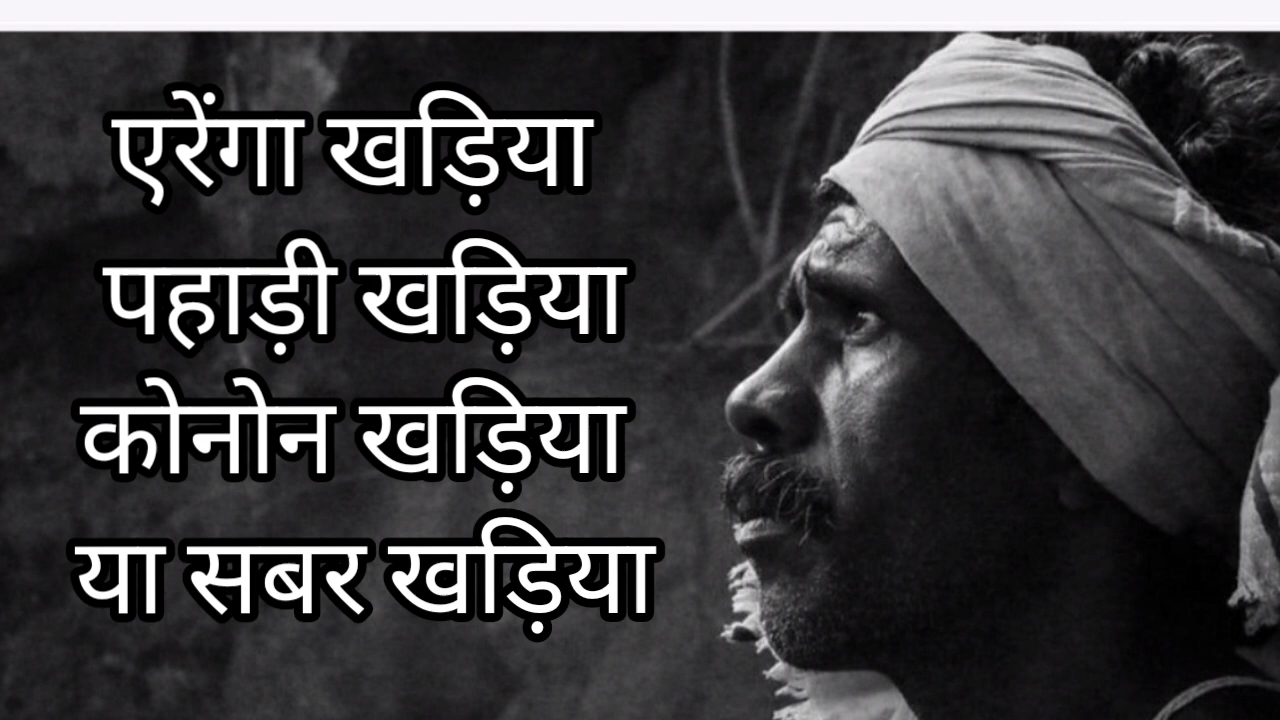 एरेंगा खड़िया
पहाड़ी खड़िया
कोनोन खड़िया
या सबर खड़िया